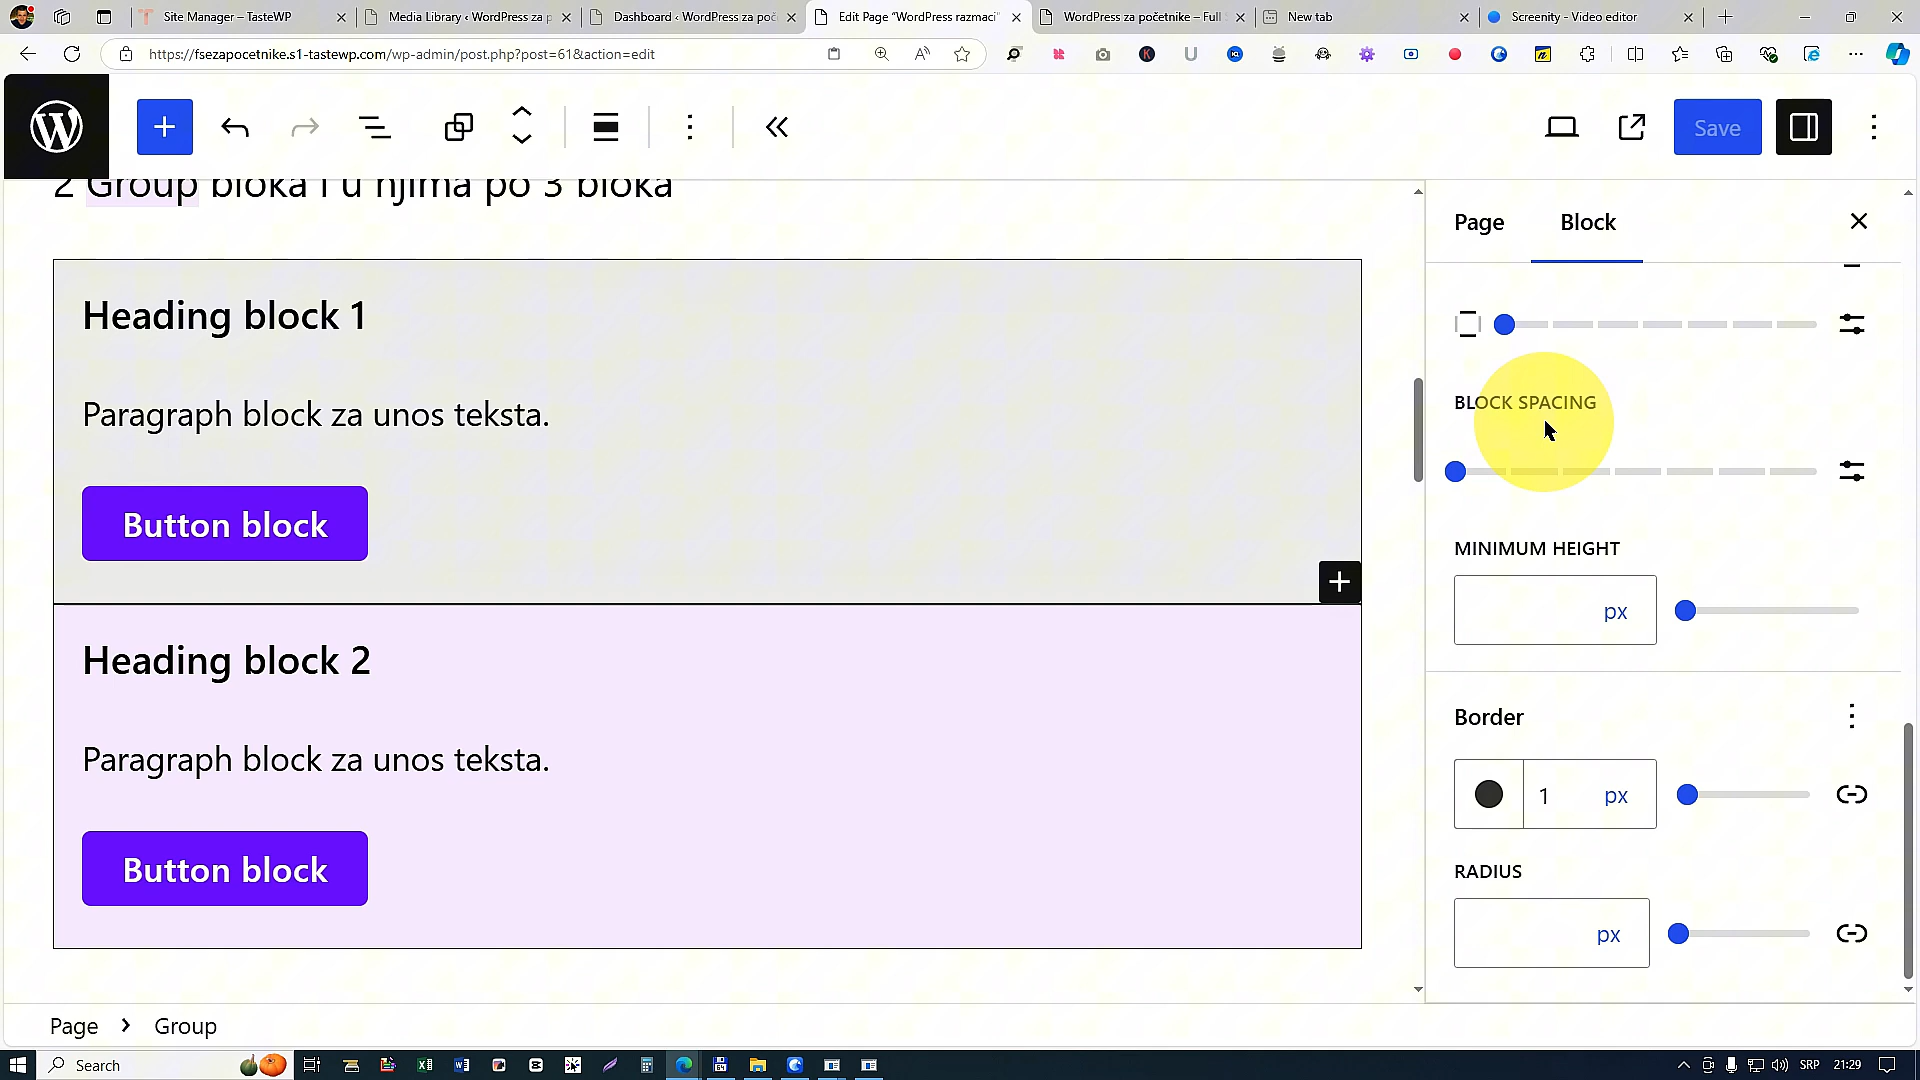 Site Manager – TasteWP
Media Library ‹ WordPress za p
Dashboard ‹ WordPress za poč
Edit Page "WordPress razmaci"
WordPress za početnike – Full
New tab
Screenity - Video editor
https://fsezapocetnike.s1-tastewp.com/wp-admin/post.php?post=61&action=edit
Save
2 Group bloka i u njima po 3 bloka
Page
Block
Heading block 1
Paragraph block za unos teksta.
Button block
Heading block 2
Paragraph block za unos teksta.
Button block
BLOCK SPACING
MINIMUM HEIGHT
px
Border
1 px
RADIUS
px
Page
Group
Search
SRP
21:29